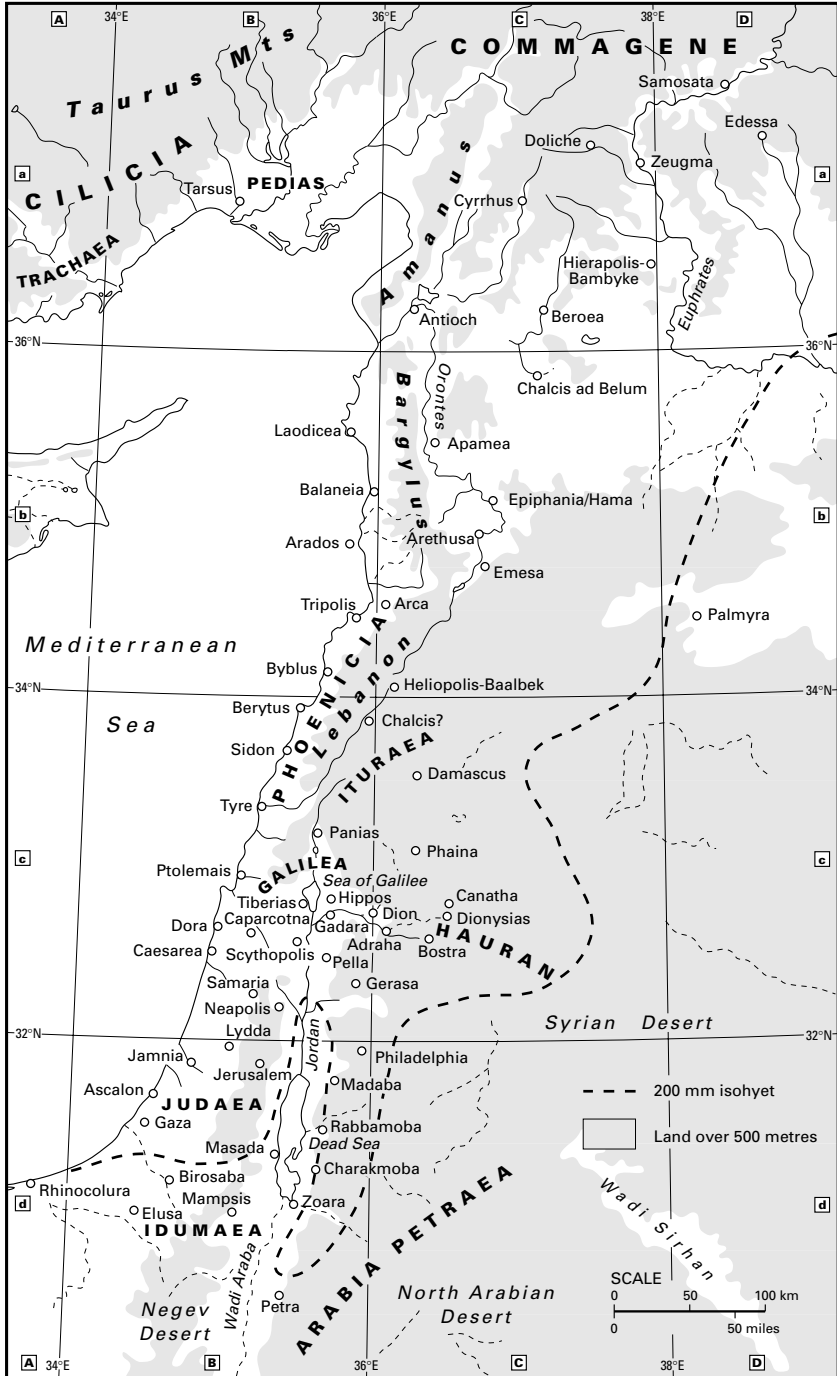 A
34°E
B
36°E
C
38°E
D
COMMAGENE
Taurus Mts
Samosata
Edessa
Doliche
Zeugma
a
a
CILICIA
PEDIAS
Tarsus
Cyrrhus
Amanus
TRACHAEA
Hierapolis-
Bambyke
Euphrates
Antioch
Beroea
36°N
36°N
Chalcis ad Belum
Bargylus
Orontes
Laodicea
Apamea
Balaneia
Epiphania/Hama
b
b
Arados
Arethusa
Emesa
Tripolis
Arca
Palmyra
Mediterranean
Sea
PHOENICIA
Lebanon
Byblus
Heliopolis-Baalbek
34°N
34°N
Berytus
Chalcis?
Sidon
ITURAEA
Damascus
Tyre
Panias
Phaina
c
c
Ptolemais
GALILEA
Sea of Galilee
Tiberias
Hippos
Canatha
Caparcotna
Dion
Dionysias
Dora
Gadara
HAURAN
Adraha
Caesarea
Scythopolis
Bostra
Pella
Samaria
Gerasa
Neapolis
Lydda
Syrian Desert
32°N
32°N
Jordan
Jamnia
Philadelphia
Jerusalem
Madaba
Ascalon
JUDAEA
200 mm isohyet
Gaza
Rabbamoba
Land over 500 metres
Dead Sea
Masada
Charakmoba
Birosaba
Rhinocolura
Mampsis
Zoara
d
d
Elusa
IDUMAEA
Wadi Araba
ARABIA PETRAEA
Wadi Sirhan
Petra
Negev
Desert
North Arabian
Desert
SCALE
0
50
100 km
0
50 miles
A
34°E
B
36°E
C
38°E
D